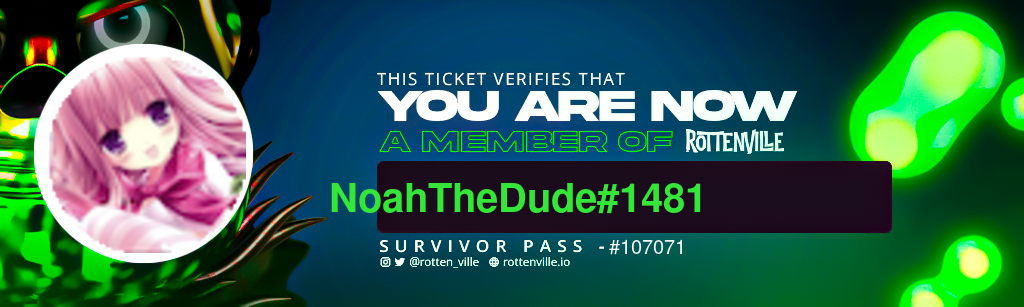 THIS TICKET VERIFIES THAT
YOU ARE NOW
A MEMBER OF ROTTENVILLE
NoahTheDude#1481
SURVIVOR PASS - #107071
@rotten_ville rottenville.io